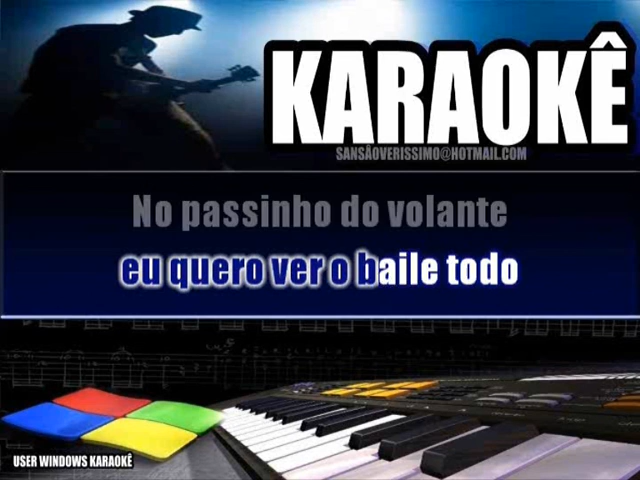 KARAOKÊ
SANSÃOVERISSIMO@HOTMAIL.COM
No passinho do volante
eu quero ver o baile todo
USER WINDOWS KARAOKÊ